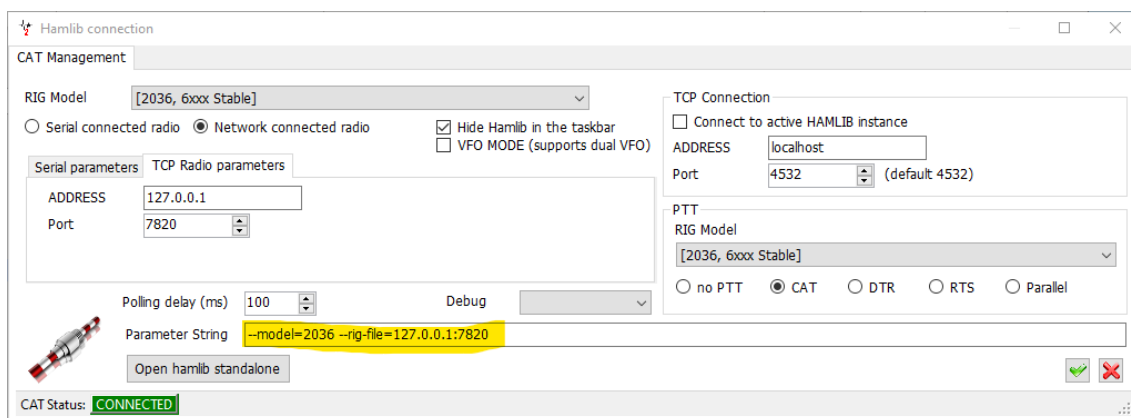 Hamlib connection
CAT Management
RIG Model [2036, 6xxx Stable]
Serial connected radio Network connected radio
Hide Hamlib in the taskbar
VFO MODE (supports dual VFO)
Serial parameters TCP Radio parameters
ADDRESS 127.0.0.1
Port 7820
TCP Connection
Connect to active HAMLIB instance
ADDRESS localhost
Port 4532 (default 4532)
PTT
RIG Model
[2036, 6xxx Stable]
no PTT CAT DTR RTS Parallel
Polling delay (ms) 100 Debug
Parameter String --model=2036 --rig-file=127.0.0.1:7820
Open hamlib standalone
CAT Status: CONNECTED